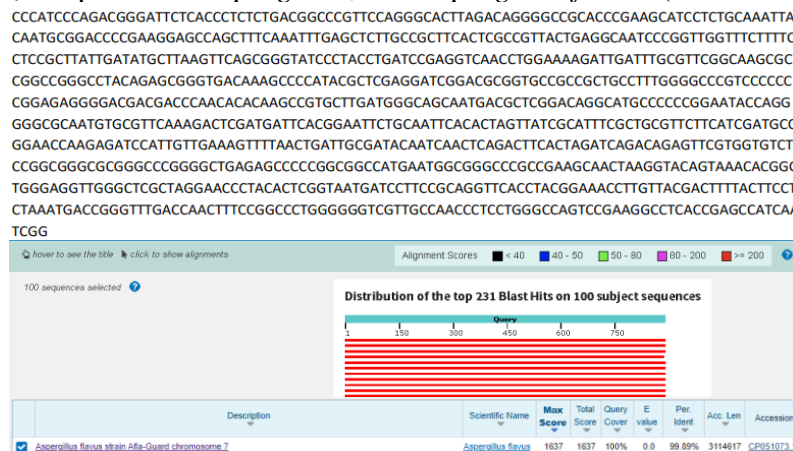 CCCATCCCAGACGGGATTCTCACCCTCTCTGACGGCCCGTTCCAGGGCACTTAGACAGGGGCCGCACCCGAAGCATCCTCTGCAAATTA
CAATGCGGACCCCGAAGGAGCCAGCTTTCAAATTTGAGCTCTTGCCGCTTCACTCGCCGTTACTGAGGCAATCCCGGTTGGTTTCTTTTC
CTCCGCTTATTGATATGCTTAAGTTCAGCGGGTATCCCTACCTGATCCGAGGTCAACCTGGAAAAGATTGATTTGCGTTCGGCAAGCGC
CGGCCGGGCCTACAGAGCGGGTGACAAAGCCCCATACGCTCGAGGATCGGACGCGGTGCCGCCGCTGCCTTTGGGGCCCGTCCCCCC
CGGAGAGGGGACGACGACCCAACACACAAGCCGTGCTTGATGGGCAGCAATGACGCTCGGACAGGCATGCCCCCCGGAATACCAGG
GGGCGCAATGTGCGTTCAAAGACTCGATGATTCACGGAATTCTGCAATTCACACTAGTTATCGCATTTCGCTGCGTTCTTCATCGATGCC
GGAACCAAGAGATCCATTGTTGAAAGTTTTAACTGATTGCGATACAATCAACTCAGACTTCACTAGATCAGACAGAGTTCGTGGTGTCT
CCGGCGGGCGCGGGCCCGGGGCTGAGAGCCCCCGGCGGCCATGAATGGCGGGCCCGCCGAAGCAACTAAGGTACAGTAAACACGGG
TGGGAGGTTGGGCTCGCTAGGAACCCTACACTCGGTAATGATCCTTCCGCAGGTTCACCTACGGAAACCTTGTTACGACTTTTACTTCCT
CTAAATGACCGGGTTTGACCAACTTTCCGGCCCTGGGGGGTCGTTGCCAACCCTCCTGGGCCAGTCCGAAGGCCTCACCGAGCCATCAA
TCGG
hover to see the title click to show alignments Alignment Scores < 40 40 - 50 50 - 80 80 - 200 >= 200
100 sequences selected
Distribution of the top 231 Blast Hits on 100 subject sequences
Query
1 150 300 450 600 750
Description Scientific Name Max Score Total Score Query Cover E value Per. Ident Acc. Len Accession
Aspergillus flavus strain Afla-Guard chromosome 7 Aspergillus flavus 1637 1637 100% 0.0 99.89% 3114617 CP051073.